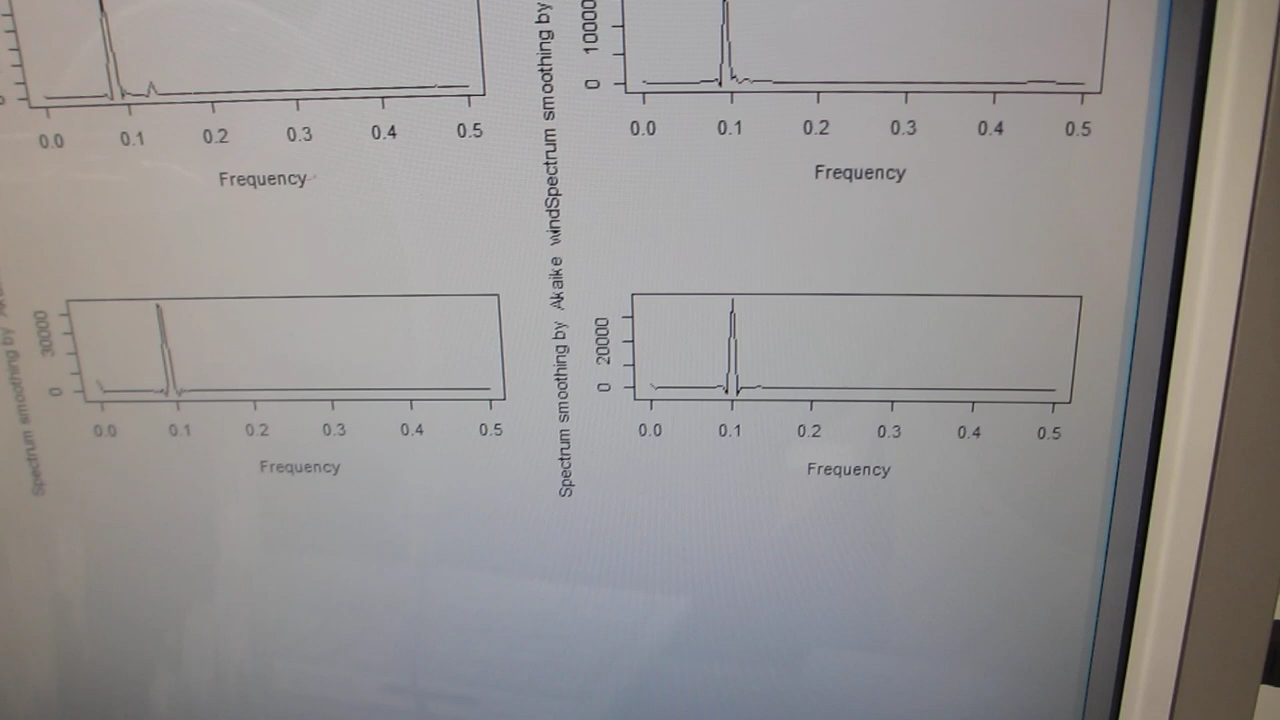 10000
0
0.0 0.1 0.2 0.3 0.4 0.5
Frequency
0.0 0.1 0.2 0.3 0.4 0.5
Frequency
Spectrum smoothing by
Spectrum smoothing by Akaike wind
Spectrum smoothing by
30000
0
0.0 0.1 0.2 0.3 0.4 0.5
Frequency
20000
0
0.0 0.1 0.2 0.3 0.4 0.5
Frequency